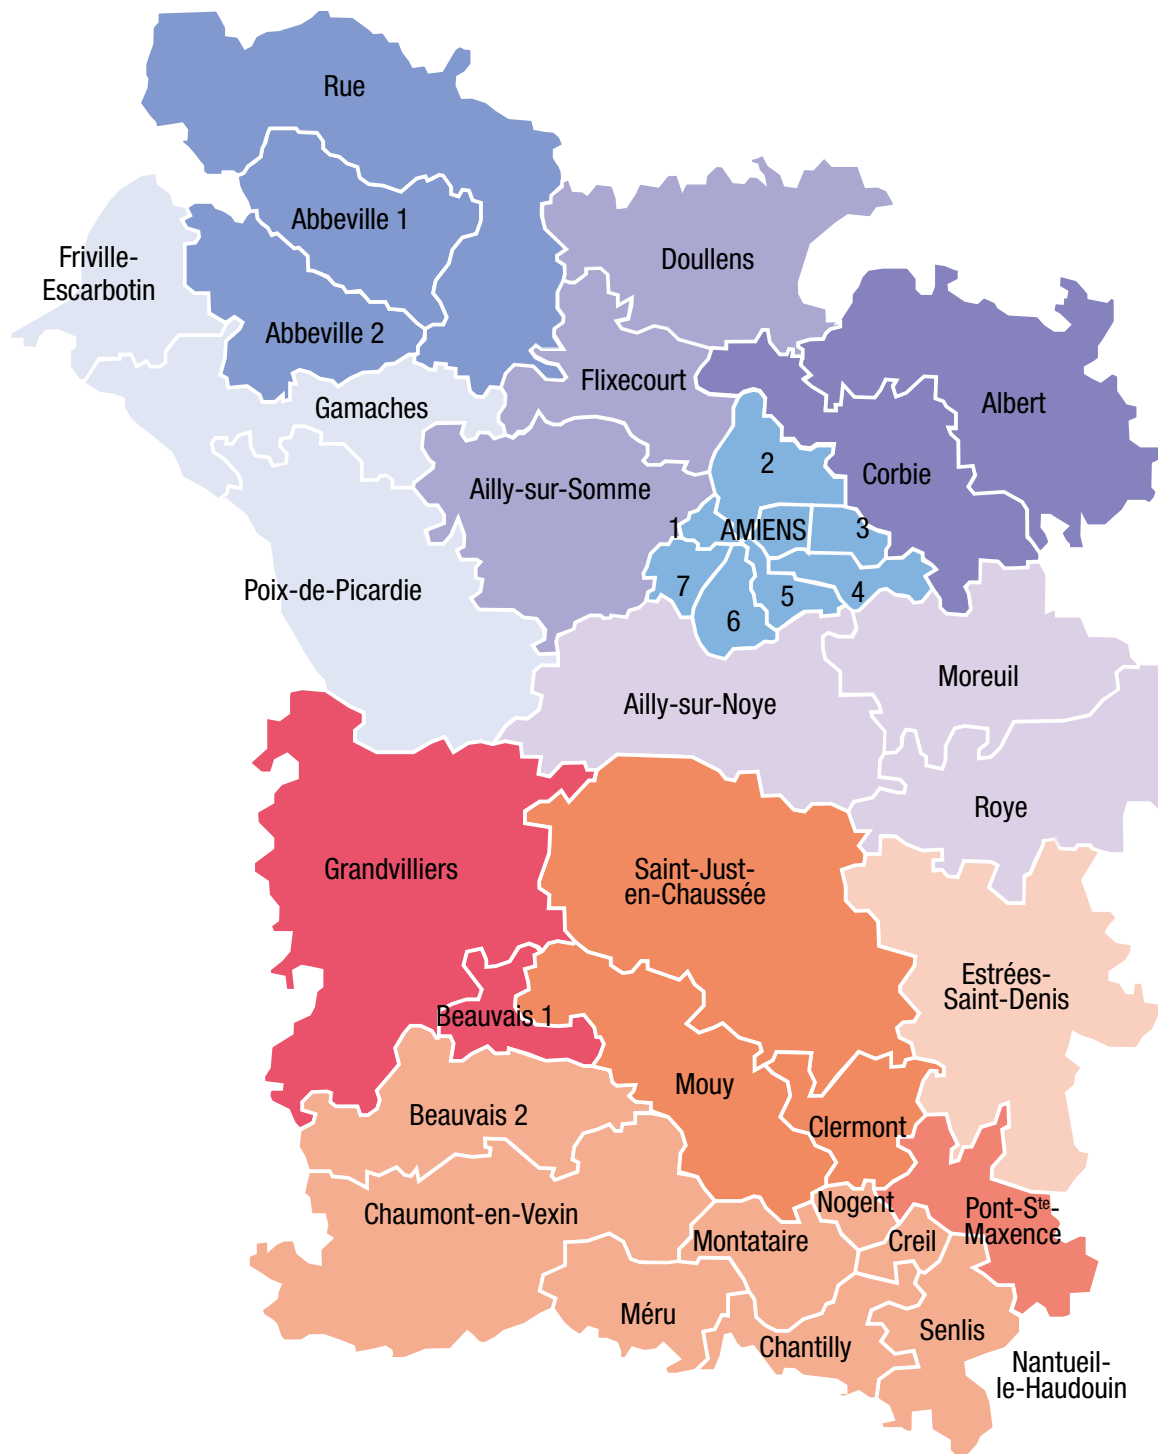 Rue
Abbeville 1
Friville-
Escarbotin
Doullens
Abbeville 2
Flixecourt
Gamaches
Albert
2
Corbie
Ailly-sur-Somme
1
AMIENS
3
Poix-de-Picardie
7
5
4
6
Moreuil
Ailly-sur-Noye
Roye
Grandvilliers
Saint-Just-
en-Chaussée
Estrées-
Saint-Denis
Beauvais 1
Mouy
Beauvais 2
Clermont
Chaumont-en-Vexin
Nogent
Pont-Ste-
Maxence
Montataire
Creil
Méru
Senlis
Chantilly
Nantueil-
le-Haudouin